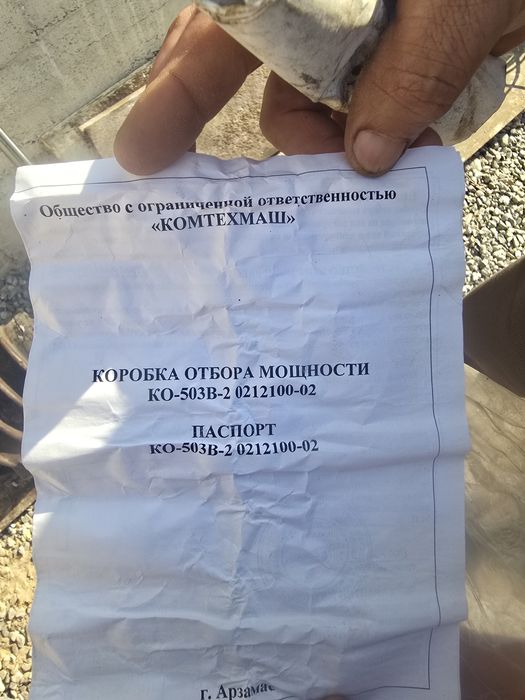 Общество с ограниченной ответственностью
«КОМТЕХМАШ»
КОРОБКА ОТБОРА МОЩНОСТИ
КО-503В-2 0212100-02
ПАСПОРТ
КО-503В-2 0212100-02
г. Арзамас